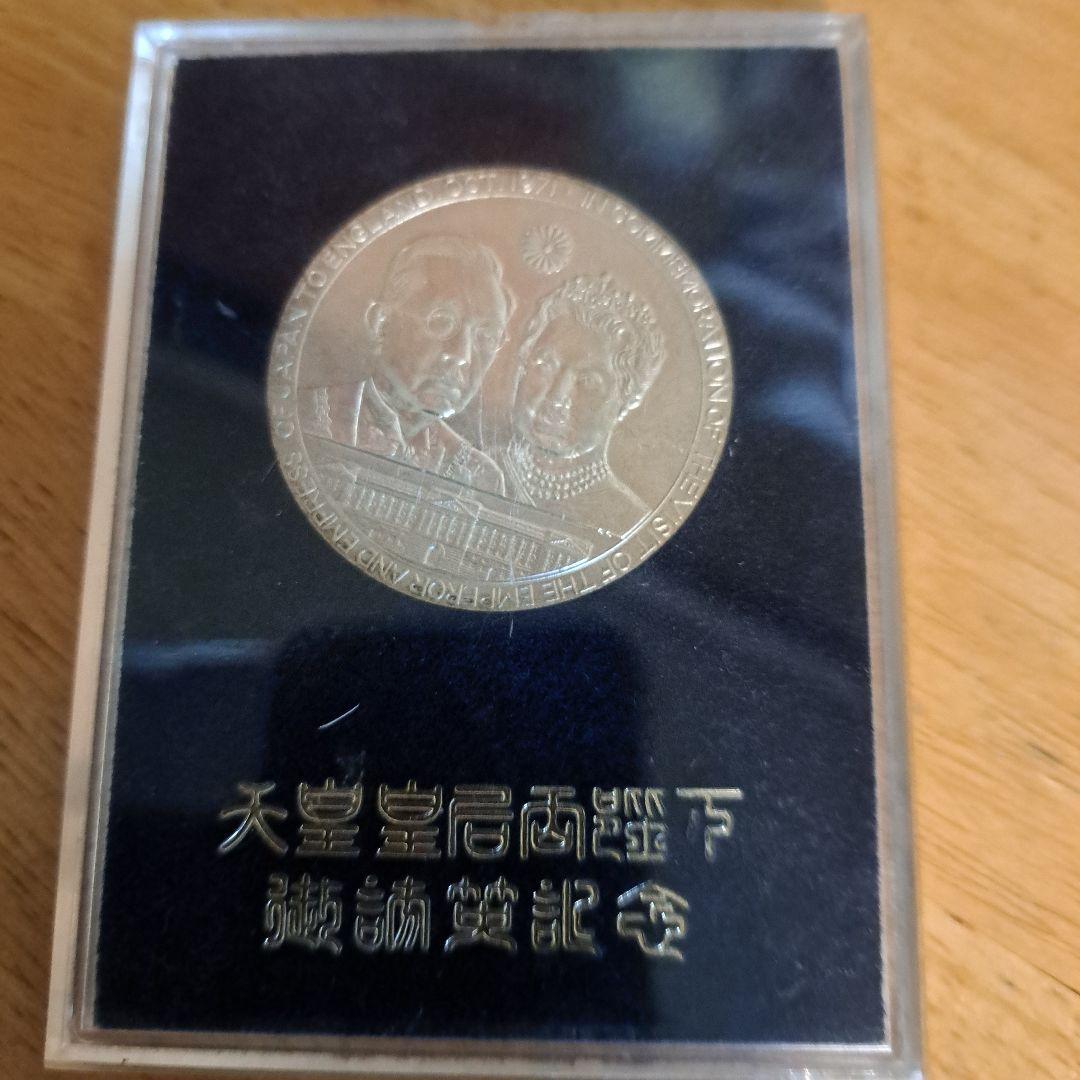 IN COMMEMORATION OF THE VISIT OF THE EMPEROR AND EMPRESS OF JAPAN TO ENGLAND, OCT. 1971
天皇皇后両陛下
御訪英記念